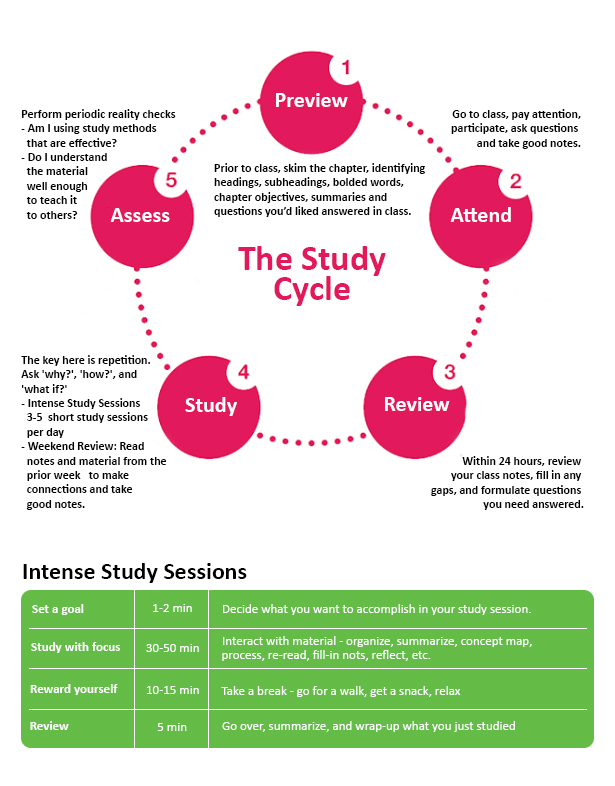 1
Preview
Prior to class, skim the chapter, identifying
headings, subheadings, bolded words,
chapter objectives, summaries and
questions you'd liked answered in class.
Go to class, pay attention,
participate, ask questions
and take good notes.
2
Attend
3
Review
Within 24 hours, review
your class notes, fill in any
gaps, and formulate questions
you need answered.
4
Study
The key here is repetition.
Ask 'why?', 'how?', and
'what if?'
- Intense Study Sessions
3-5 short study sessions
per day
- Weekend Review: Read
notes and material from the
prior week to make
connections and take
good notes.
5
Assess
Perform periodic reality checks
- Am I using study methods
that are effective?
- Do I understand
the material
well enough
to teach it
to others?
The Study
Cycle
Intense Study Sessions
Set a goal 1-2 min Decide what you want to accomplish in your study session.
Study with focus 30-50 min Interact with material - organize, summarize, concept map,
process, re-read, fill-in nots, reflect, etc.
Reward yourself 10-15 min Take a break - go for a walk, get a snack, relax
Review 5 min Go over, summarize, and wrap-up what you just studied